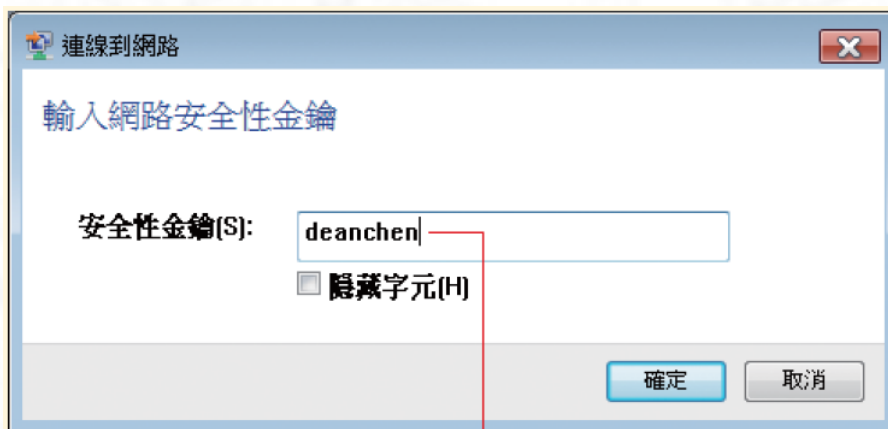 連線到網路
輸入網路安全性金鑰
安全性金鑰(S):
deanchen
隱藏字元(H)
確定
取消